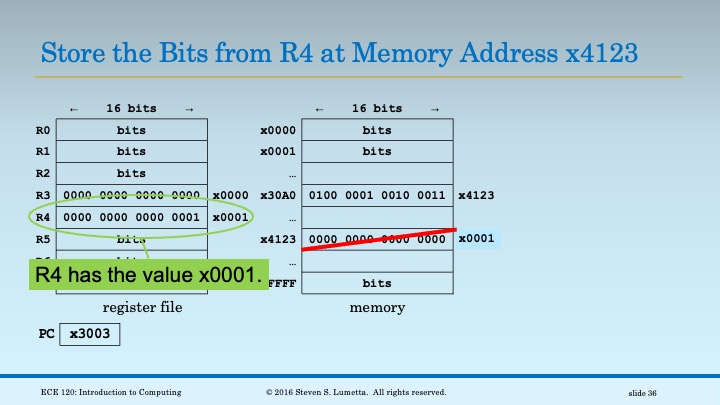 Store the Bits from R4 at Memory Address x4123
← 16 bits → ← 16 bits →
R0 bits x0000 bits
R1 bits x0001 bits
R2 bits …
R3 0000 0000 0000 0000 x0000 x30A0 0100 0001 0010 0011 x4123
R4 0000 0000 0000 0001 x0001 …
R5 bits x4123 0000 0000 0000 0000 x0001
…
R4 has the value x0001. FFFF bits
register file memory
PC x3003
ECE 120: Introduction to Computing © 2016 Steven S. Lumetta. All rights reserved. slide 36